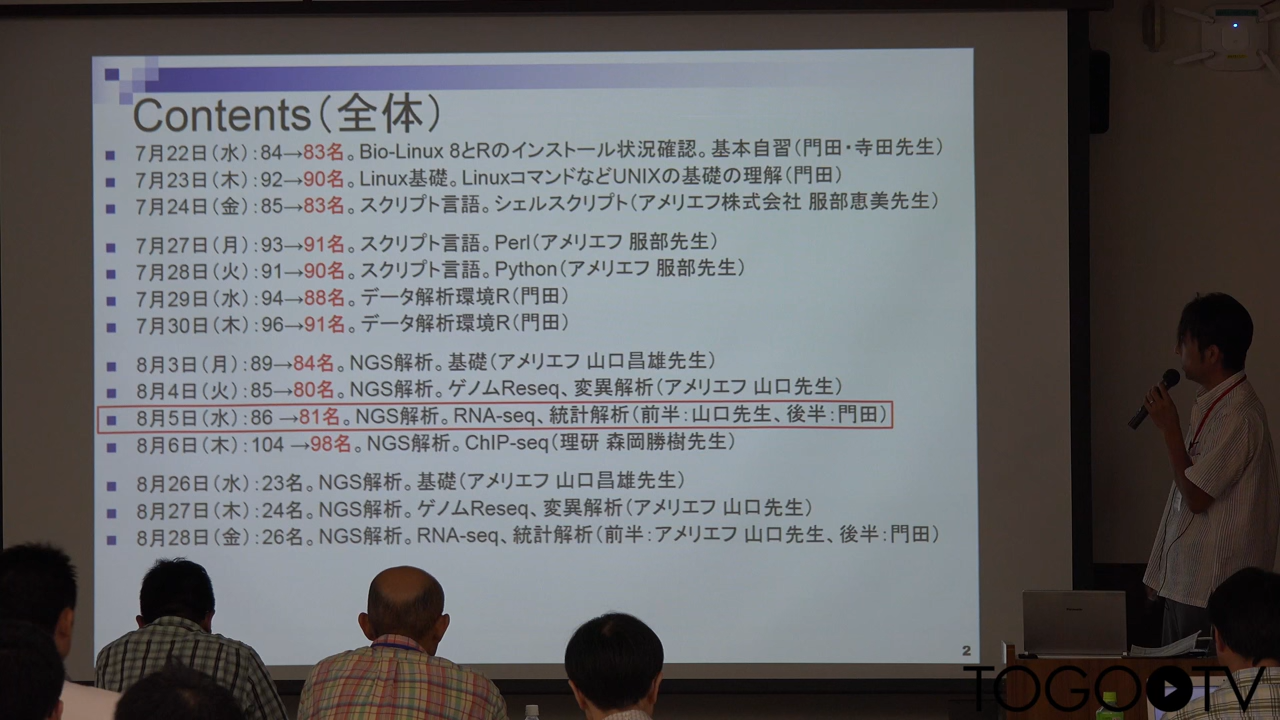 Contents（全体）
7月22日（水）：84→83名。Bio-Linux 8とRのインストール状況確認。基本自習（門田・寺田先生）
7月23日（木）：92→90名。Linux基礎。LinuxコマンドなどUNIXの基礎の理解（門田）
7月24日（金）：85→83名。スクリプト言語。シェルスクリプト（アメリエフ株式会社 服部恵美先生）
7月27日（月）：93→91名。スクリプト言語。Perl（アメリエフ 服部先生）
7月28日（火）：91→90名。スクリプト言語。Python（アメリエフ 服部先生）
7月29日（水）：94→88名。データ解析環境R（門田）
7月30日（木）：96→91名。データ解析環境R（門田）
8月3日（月）：89→84名。NGS解析。基礎（アメリエフ 山口昌雄先生）
8月4日（火）：85→80名。NGS解析。ゲノムReseq、変異解析（アメリエフ 山口先生）
8月5日（水）：86 →81名。NGS解析。RNA-seq、統計解析（前半：山口先生、後半：門田）
8月6日（木）：104 →98名。NGS解析。ChIP-seq（理研 森岡勝樹先生）
8月26日（水）：23名。NGS解析。基礎（アメリエフ 山口昌雄先生）
8月27日（木）：24名。NGS解析。ゲノムReseq、変異解析（アメリエフ 山口先生）
8月28日（金）：26名。NGS解析。RNA-seq、統計解析（前半：アメリエフ 山口先生、後半：門田）
2
TOGO TV